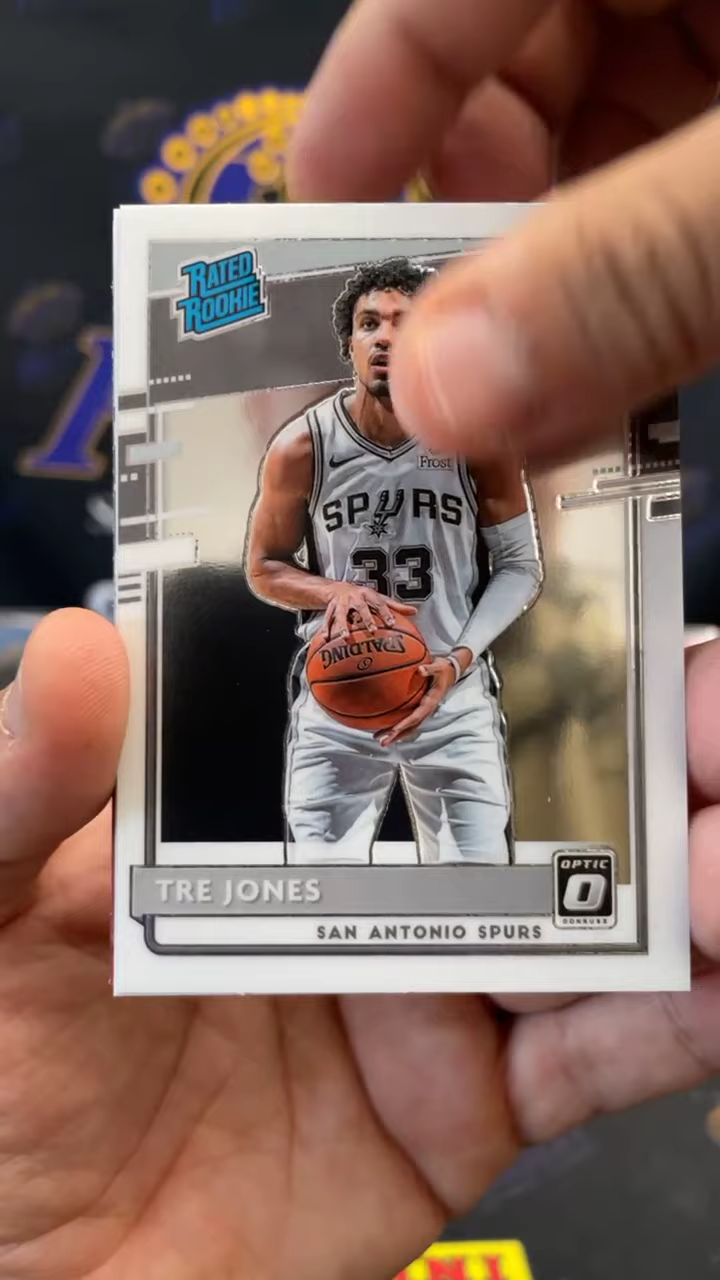 RATED
ROOKIE
Frost
SPURS
33
SPALDING
TRE JONES
OPTIC
O
DONRUSS
SAN ANTONIO SPURS